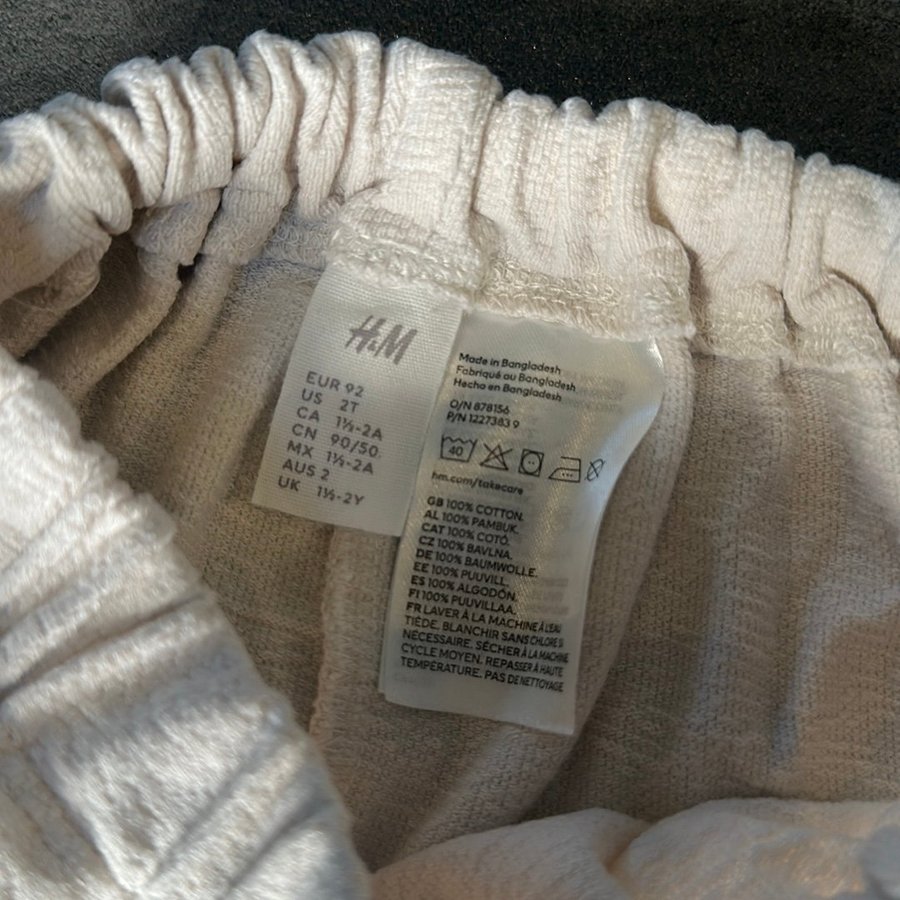 H&M
EUR 92
US 2T
CA 1½-2A
CN 90/50
MX 1½-2A
AUS 2
UK 1½-2Y
Made in Bangladesh
Fabriqué au Bangladesh
Hecho en Bangladesh
O/N 878156
P/N 1227383 9
40
hm.com/takecare
GB 100% COTTON.
AL 100% PAMBUK.
CAT 100% COTÓ.
CZ 100% BAVLNA.
DE 100% BAUMWOLLE.
EE 100% PUUVILL.
ES 100% ALGODÓN.
FI 100% PUUVILLAA.
FR LAVER À LA MACHINE À L'EAU
TIÈDE. BLANCHIR SANS CHLORE SI
NÉCESSAIRE. SÉCHER À LA MACHINE
CYCLE MOYEN. REPASSER À HAUTE
TEMPÉRATURE. PAS DE NETTOYAGE